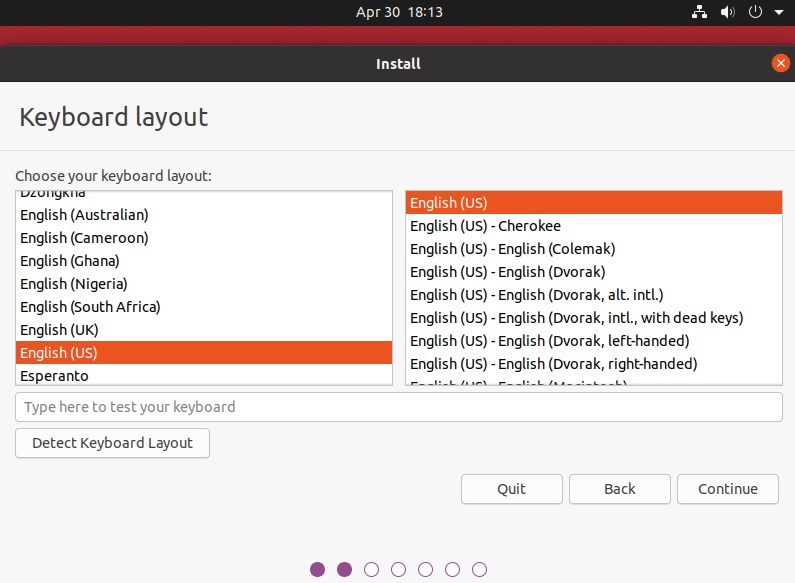 Apr 30 18:13
Install
Keyboard layout
Choose your keyboard layout:
Dzongkha
English (Australian)
English (Cameroon)
English (Ghana)
English (Nigeria)
English (South Africa)
English (UK)
English (US)
Esperanto
English (US)
English (US) - Cherokee
English (US) - English (Colemak)
English (US) - English (Dvorak)
English (US) - English (Dvorak, alt. intl.)
English (US) - English (Dvorak, intl., with dead keys)
English (US) - English (Dvorak, left-handed)
English (US) - English (Dvorak, right-handed)
English (US) - English (Macintosh)
Type here to test your keyboard
Detect Keyboard Layout
Quit
Back
Continue